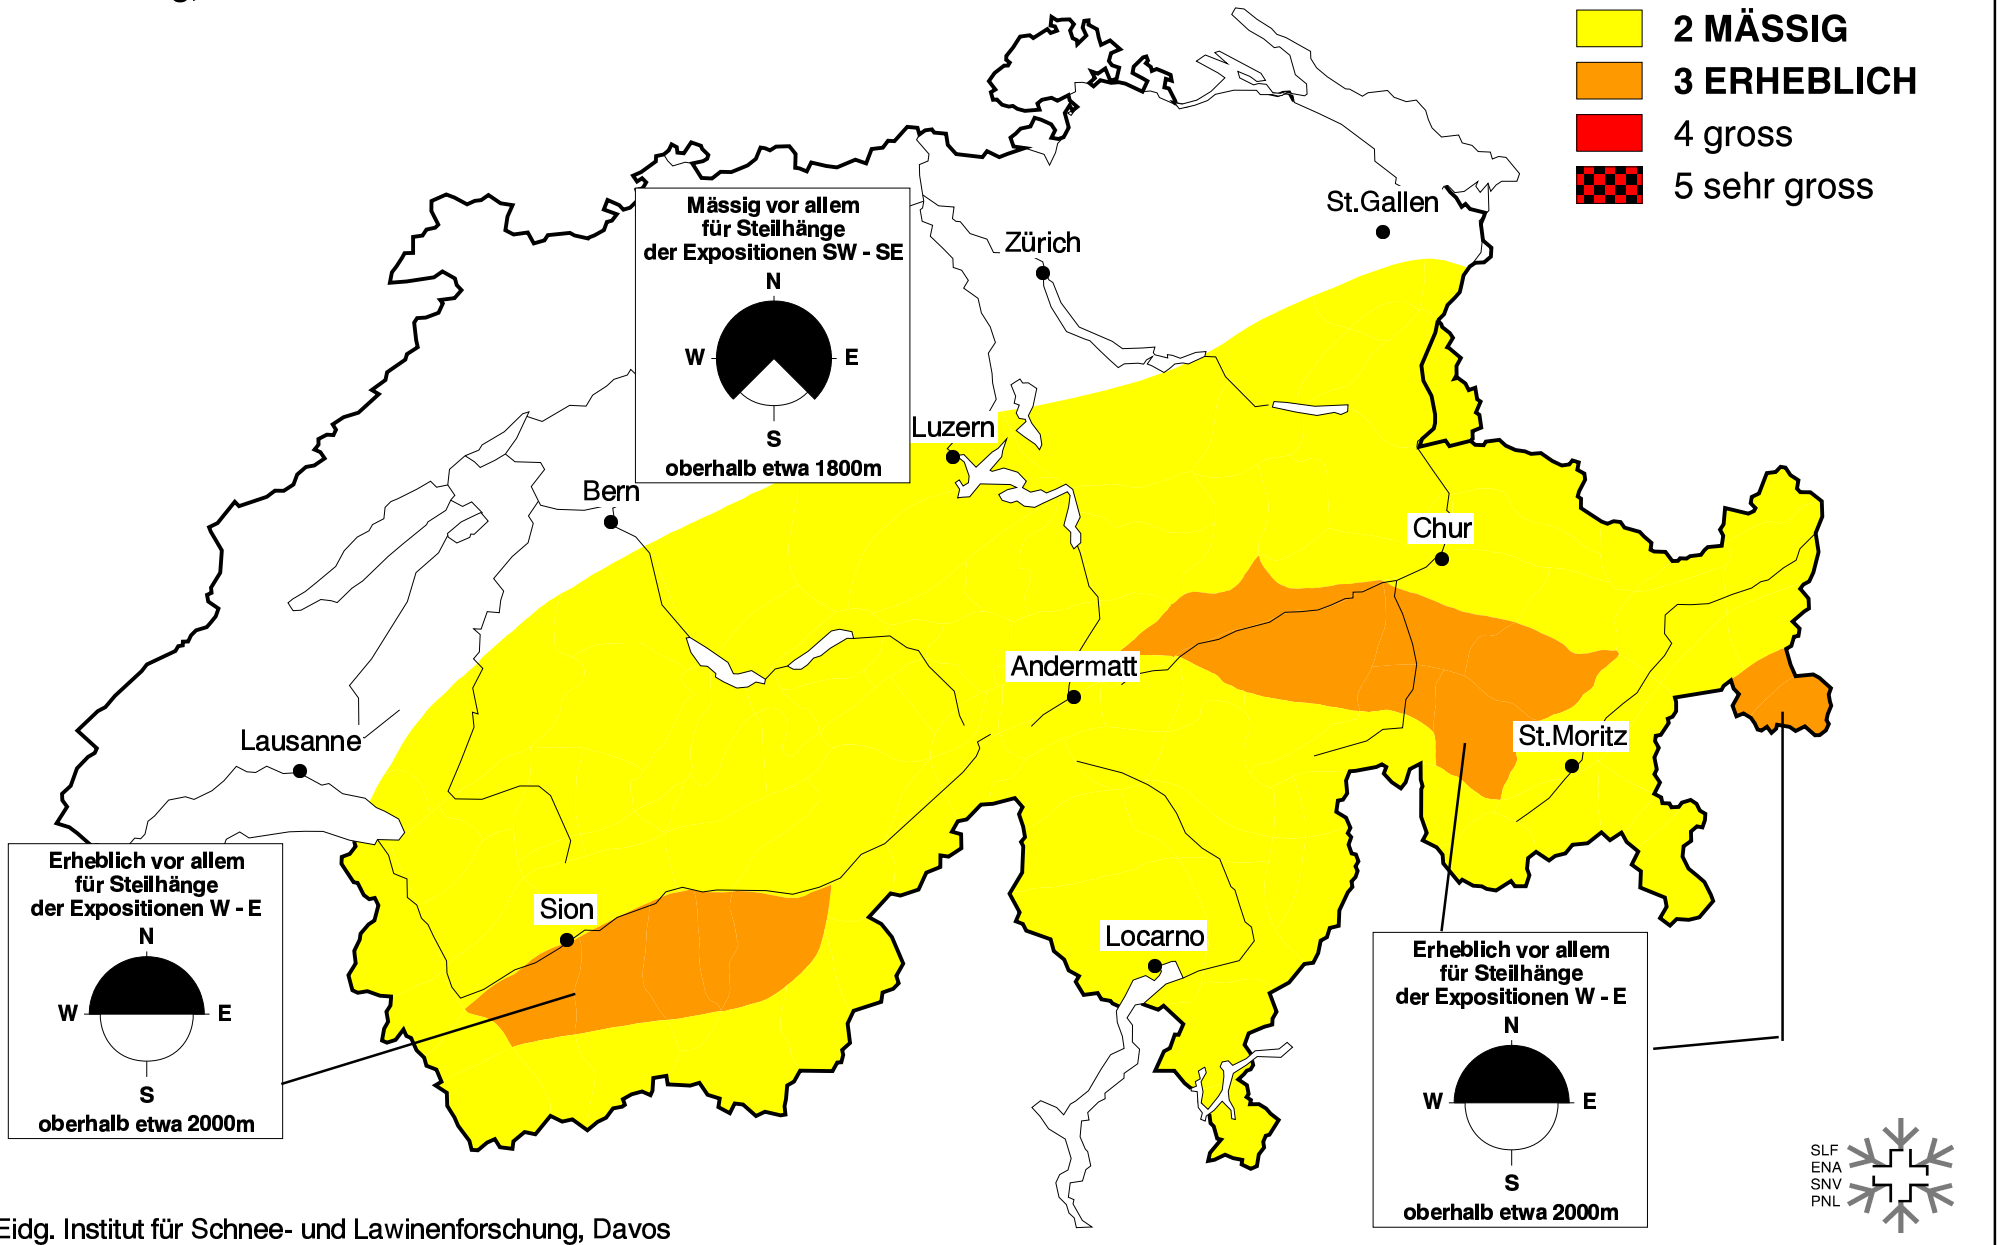 2 MÄSSIG
3 ERHEBLICH
4 gross
5 sehr gross
St.Gallen
Zürich
Mässig vor allem
für Steilhänge
der Expositionen SW - SE
N
W
E
S
oberhalb etwa 1800m
Luzern
Bern
Chur
Andermatt
St.Moritz
Lausanne
Sion
Locarno
Erheblich vor allem
für Steilhänge
der Expositionen W - E
N
W
E
S
oberhalb etwa 2000m
Erheblich vor allem
für Steilhänge
der Expositionen W - E
N
W
E
S
oberhalb etwa 2000m
SLF
ENA
SNV
PNL
Eidg. Institut für Schnee- und Lawinenforschung, Davos